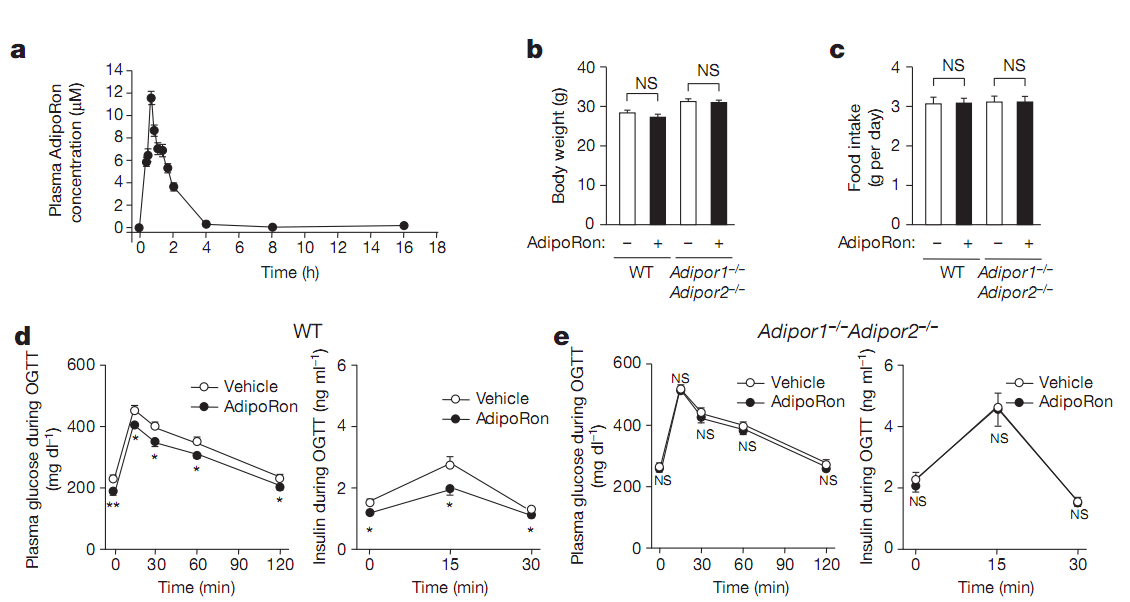 a
Plasma AdipoRon
concentration (μM)
14
12
10
8
6
4
2
0
0 2 4 6 8 10 12 14 16 18
Time (h)
b
Body weight (g)
40
30
20
10
0
NS
NS
AdipoRon: – + – +
WT
Adipor1–/–
Adipor2–/–
c
Food intake
(g per day)
4
3
2
1
0
NS
NS
AdipoRon: – + – +
WT
Adipor1–/–
Adipor2–/–
d
WT
Plasma glucose during OGTT
(mg dl–1)
600
400
200
0
Vehicle
AdipoRon
** * * * *
0 30 60 90 120
Time (min)
Insulin during OGTT (ng ml–1)
6
4
2
0
Vehicle
AdipoRon
* * *
0 15 30
Time (min)
e
Adipor1–/–Adipor2–/–
Plasma glucose during OGTT
(mg dl–1)
600
400
200
0
Vehicle
AdipoRon
NS NS NS NS NS
0 30 60 90 120
Time (min)
Insulin during OGTT (ng ml–1)
6
4
2
0
Vehicle
AdipoRon
NS NS NS
0 15 30
Time (min)